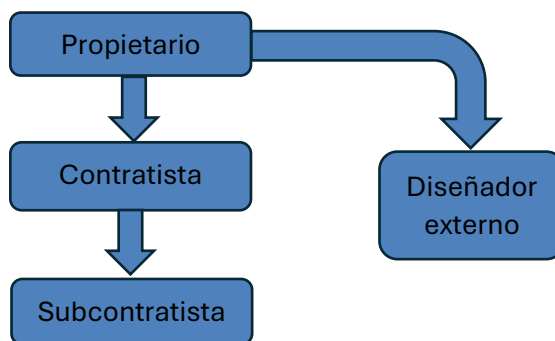 Propietario
Contratista
Diseñador
externo
Subcontratista